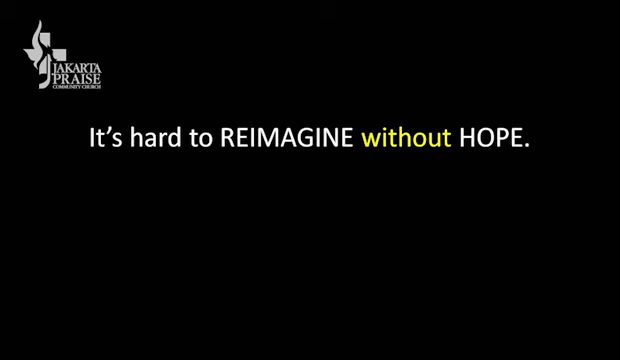 JAKARTA
PRAISE
COMMUNITY CHURCH
It's hard to REIMAGINE without HOPE.